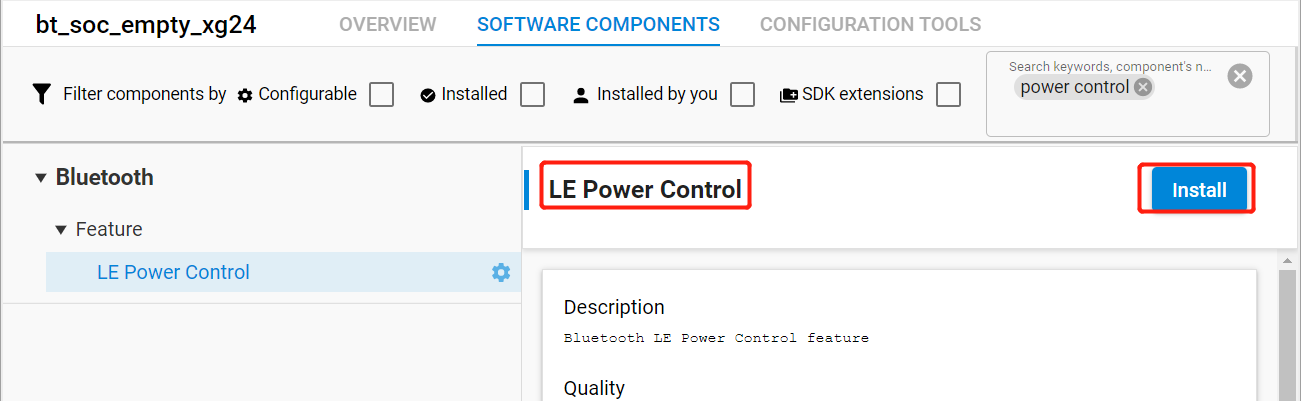 bt_soc_empty_xg24 OVERVIEW SOFTWARE COMPONENTS CONFIGURATION TOOLS
Search keywords, component's n...
Filter components by Configurable Installed Installed by you SDK extensions power control
Bluetooth
LE Power Control Install
Feature
LE Power Control
Description
Bluetooth LE Power Control feature
Quality